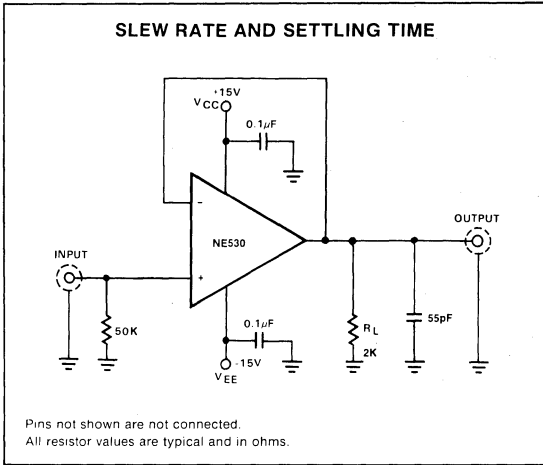 SLEW RATE AND SETTLING TIME
+15V
VCC
0.1µF
−
NE530
OUTPUT
INPUT
+
50K
0.1µF
RL
2K
55pF
-15V
VEE
Pins not shown are not connected.
All resistor values are typical and in ohms.